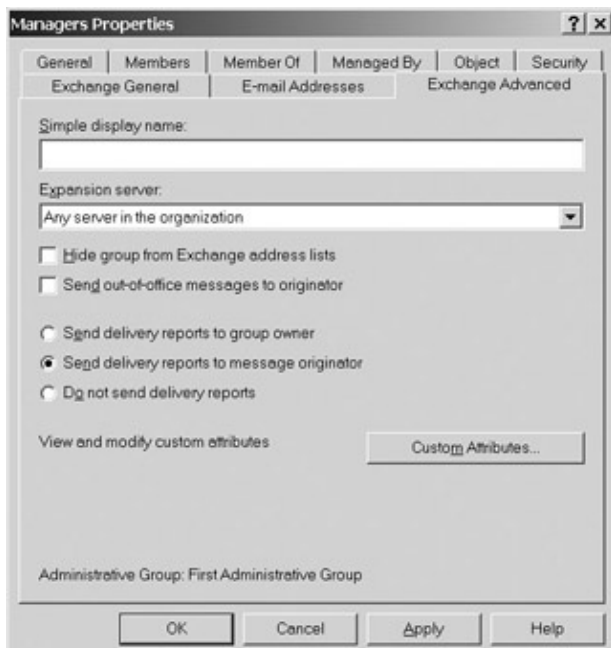 Managers Properties
General Members Member Of Managed By Object Security
Exchange General E-mail Addresses Exchange Advanced
Simple display name:
Expansion server:
Any server in the organization
Hide group from Exchange address lists
Send out-of-office messages to originator
Send delivery reports to group owner
Send delivery reports to message originator
Do not send delivery reports
View and modify custom attributes Custom Attributes...
Administrative Group: First Administrative Group
OK Cancel Apply Help